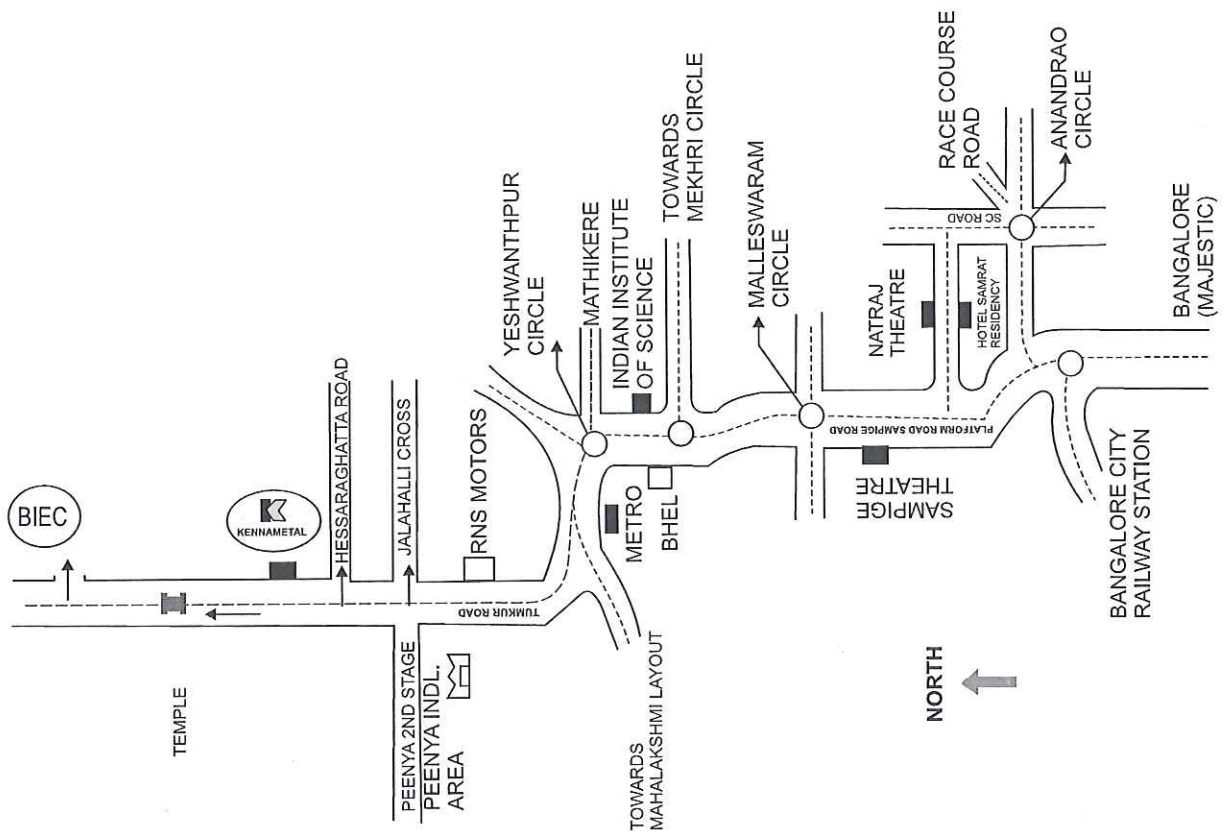 BIEC
KENNAMETAL
HESSARAGHATTA ROAD
TEMPLE
JALAHALLI CROSS
PEENYA 2ND STAGE
PEENYA INDL.
AREA
RNS MOTORS
TUMKUR ROAD
YESHWANTHPUR
CIRCLE
MATHIKERE
INDIAN INSTITUTE
OF SCIENCE
METRO
BHEL
TOWARDS
MAHALAKSHMI LAYOUT
TOWARDS
MEKHRI CIRCLE
MALLESWARAM
CIRCLE
SAMPIGE
THEATRE
PLATFORM ROAD SAMPIGE ROAD
NATRAJ
THEATRE
HOTEL SAMRAT
RESIDENCY
SC ROAD
RACE COURSE
ROAD
ANANDRAO
CIRCLE
BANGALORE CITY
RAILWAY STATION
BANGALORE
(MAJESTIC)
NORTH